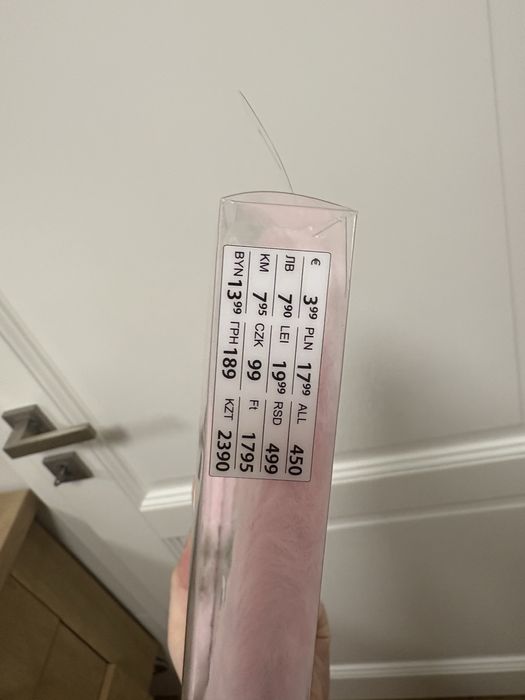 € 3⁹⁹ PLN 17⁹⁹ ALL 450
ЛВ 7⁹⁰ LEI 19⁹⁹ RSD 499
KM 7⁹⁵ CZK 99 Ft 1795
BYN 13⁹⁹ ГРН 189 KZT 2390